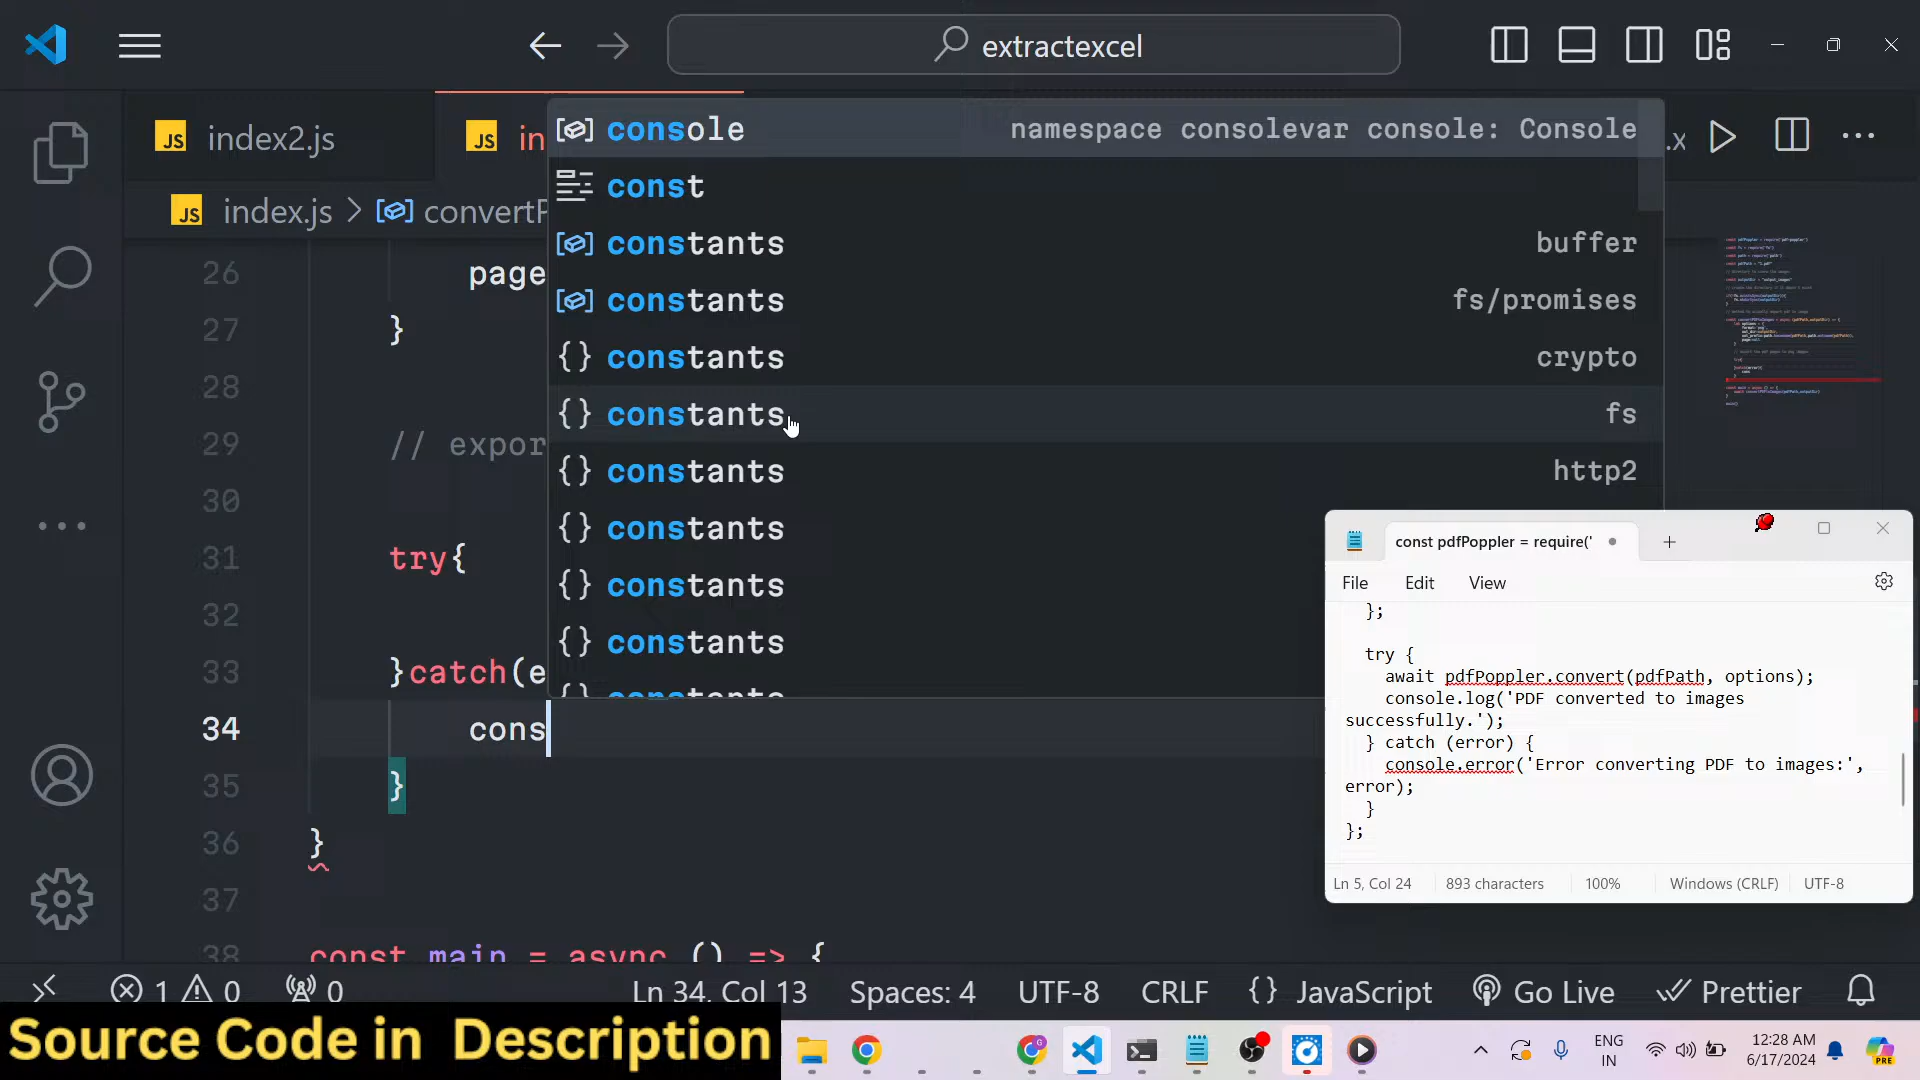 extractexcel
JS index2.js
JS in
.x
JS index.js > convertP
console namespace consolevar console: Console
const
constants buffer
constants fs/promises
constants crypto
constants fs
constants http2
constants
constants
constants
26 page
27 }
28
29 // expor
30
31 try{
32
33 }catch(e
34 cons
35 }
36 }
37
38 const main = async () => {
const pdfPoppler = require('
File Edit View
};
try {
await pdfPoppler.convert(pdfPath, options);
console.log('PDF converted to images
successfully.');
} catch (error) {
console.error('Error converting PDF to images:',
error);
}
};
Ln 5, Col 24 893 characters 100% Windows (CRLF) UTF-8
1 0 0 Ln 34, Col 13 Spaces: 4 UTF-8 CRLF {} JavaScript Go Live Prettier
Source Code in Description
ENG
IN
12:28 AM
6/17/2024
PRE